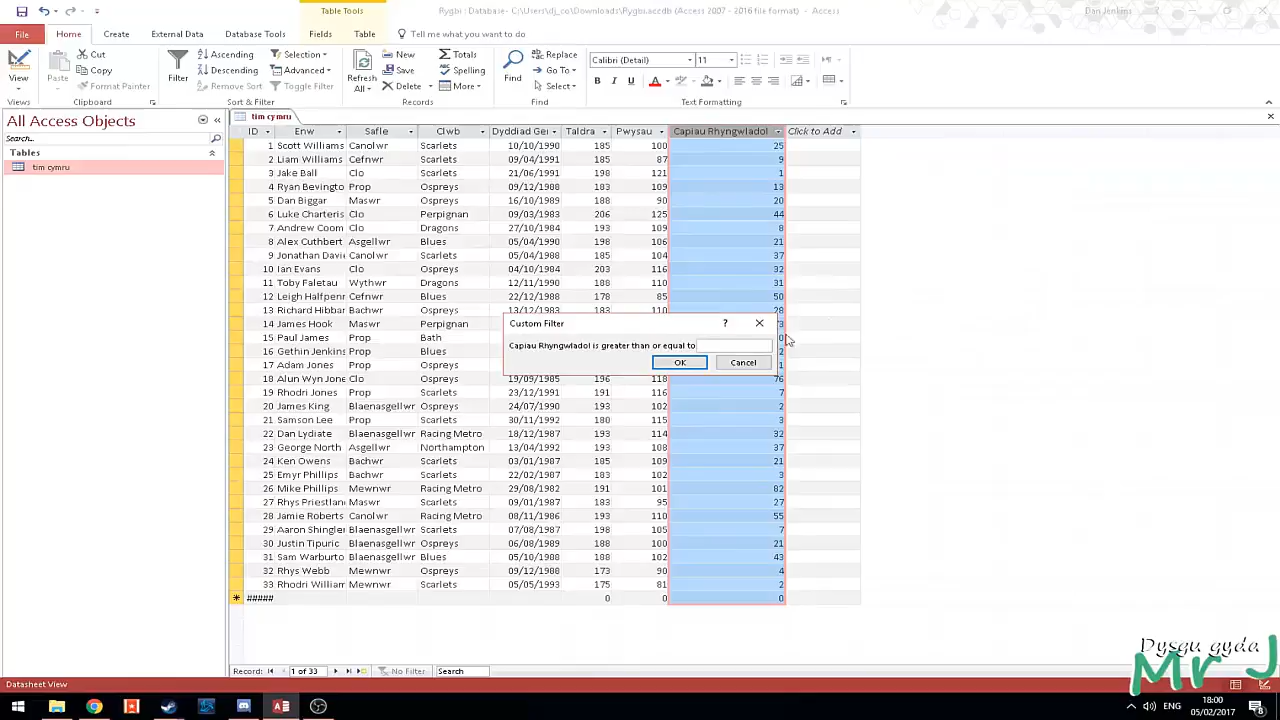 Table Tools
Rygbi : Database- C:\Users\dj_co\Downloads\Rygbi.accdb (Access 2007 - 2016 file format) - Access
Dan Jenkins
File Home Create External Data Database Tools Fields Table Tell me what you want to do
View
Views
Paste
Cut
Copy
Format Painter
Clipboard
Filter
Ascending
Descending
Remove Sort
Selection
Advanced
Toggle Filter
Sort & Filter
Refresh All
New
Save
Delete
Totals
Spelling
More
Records
Find
Replace
Go To
Select
Find
Calibri (Detail) 11
B I U
Text Formatting
All Access Objects
Search...
Tables
tim cymru
tim cymru
ID Enw Safle Clwb Dyddiad Gei Taldra Pwysau Capiau Rhyngwladol Click to Add
1 Scott Williams Canolwr Scarlets 10/10/1990 185 100 25
2 Liam Williams Cefnwr Scarlets 09/04/1991 185 87 9
3 Jake Ball Clo Scarlets 21/06/1991 198 121 1
4 Ryan Bevingto Prop Ospreys 09/12/1988 183 109 13
5 Dan Biggar Maswr Ospreys 16/10/1989 188 90 20
6 Luke Charteris Clo Perpignan 09/03/1983 206 125 44
7 Andrew Coom Clo Dragons 27/10/1984 193 109 8
8 Alex Cuthbert Asgellwr Blues 05/04/1990 198 106 21
9 Jonathan Davie Canolwr Scarlets 05/04/1988 185 104 37
10 Ian Evans Clo Ospreys 04/10/1984 203 116 32
11 Toby Faletau Wythwr Dragons 12/11/1990 188 110 31
12 Leigh Halfpenn Cefnwr Blues 22/12/1988 178 85 50
13 Richard Hibbar Bachwr Ospreys 13/12/1983 183 110 28
14 James Hook Maswr Perpignan 3
15 Paul James Prop Bath 0
16 Gethin Jenkins Prop Blues 2
17 Adam Jones Prop Ospreys 1
18 Alun Wyn Jone Clo Ospreys 19/09/1985 196 118 76
19 Rhodri Jones Prop Scarlets 23/12/1991 191 116 7
20 James King Blaenasgellwr Ospreys 24/07/1990 193 102 2
21 Samson Lee Prop Scarlets 30/11/1992 180 115 3
22 Dan Lydiate Blaenasgellwr Racing Metro 18/12/1987 193 114 32
23 George North Asgellwr Northampton 13/04/1992 193 108 37
24 Ken Owens Bachwr Scarlets 03/01/1987 185 109 21
25 Emyr Phillips Bachwr Scarlets 22/02/1987 183 102 3
26 Mike Phillips Mewnwr Racing Metro 29/08/1982 191 101 82
27 Rhys Priestlan Maswr Scarlets 09/01/1987 183 95 27
28 Jamie Roberts Canolwr Racing Metro 08/11/1986 193 110 55
29 Aaron Shingler Blaenasgellwr Scarlets 07/08/1987 198 105 7
30 Justin Tipuric Blaenasgellwr Ospreys 06/08/1989 188 100 21
31 Sam Warburto Blaenasgellwr Blues 05/10/1988 188 102 43
32 Rhys Webb Mewnwr Ospreys 173 90 4
33 Rhodri William Mewnwr Scarlets 05/05/1993 175 81 2
##### 0 0 0
Custom Filter ?
Capiau Rhyngwladol is greater than or equal to
OK Cancel
Record: 1 of 33 No Filter Search
Datasheet View
Dysgu gyda
Mr J
ENG
18:00
05/02/2017